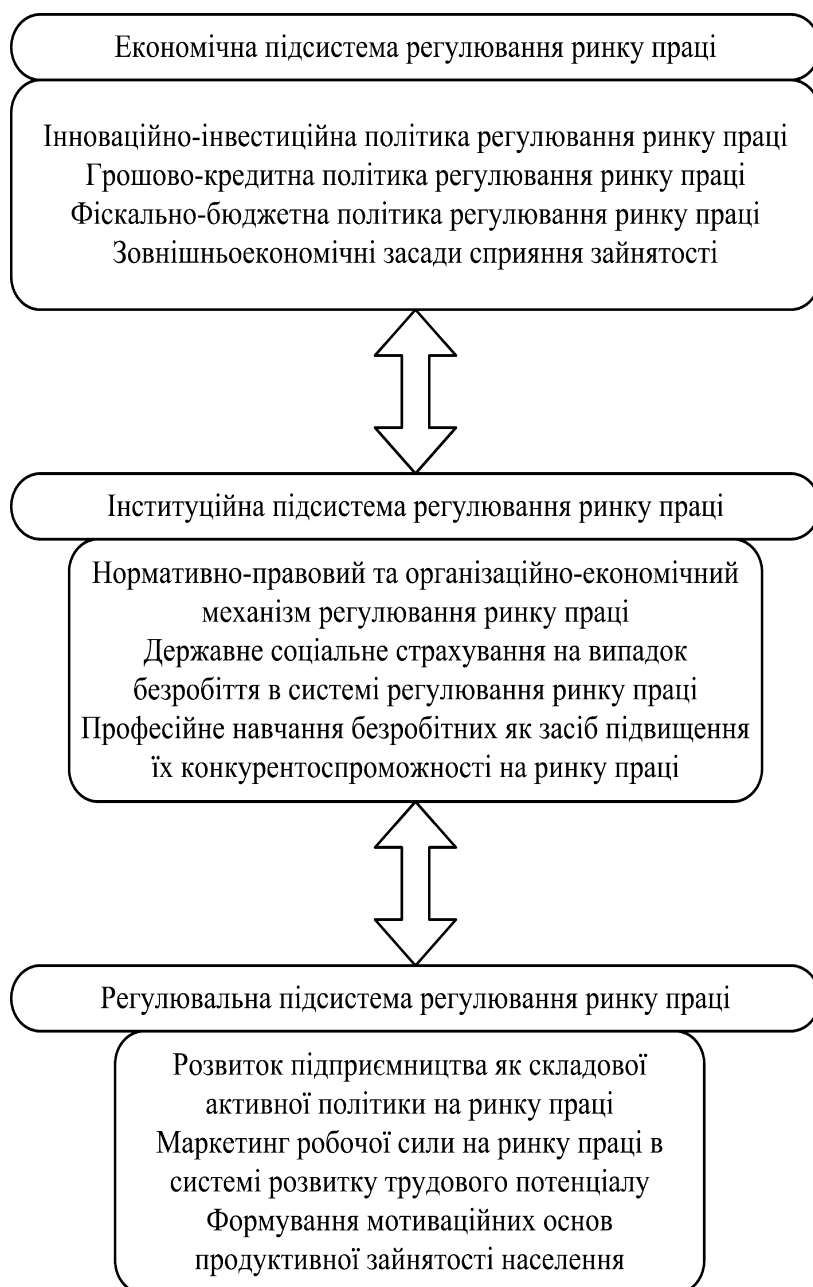 Економічна підсистема регулювання ринку праці
Інноваційно-інвестиційна політика регулювання ринку праці
Грошово-кредитна політика регулювання ринку праці
Фіскально-бюджетна політика регулювання ринку праці
Зовнішньоекономічні засади сприяння зайнятості
Інституційна підсистема регулювання ринку праці
Нормативно-правовий та організаційно-економічний
механізм регулювання ринку праці
Державне соціальне страхування на випадок
безробіття в системі регулювання ринку праці
Професійне навчання безробітних як засіб підвищення
їх конкурентоспроможності на ринку праці
Регулювальна підсистема регулювання ринку праці
Розвиток підприємництва як складової
активної політики на ринку праці
Маркетинг робочої сили на ринку праці в
системі розвитку трудового потенціалу
Формування мотиваційних основ
продуктивної зайнятості населення